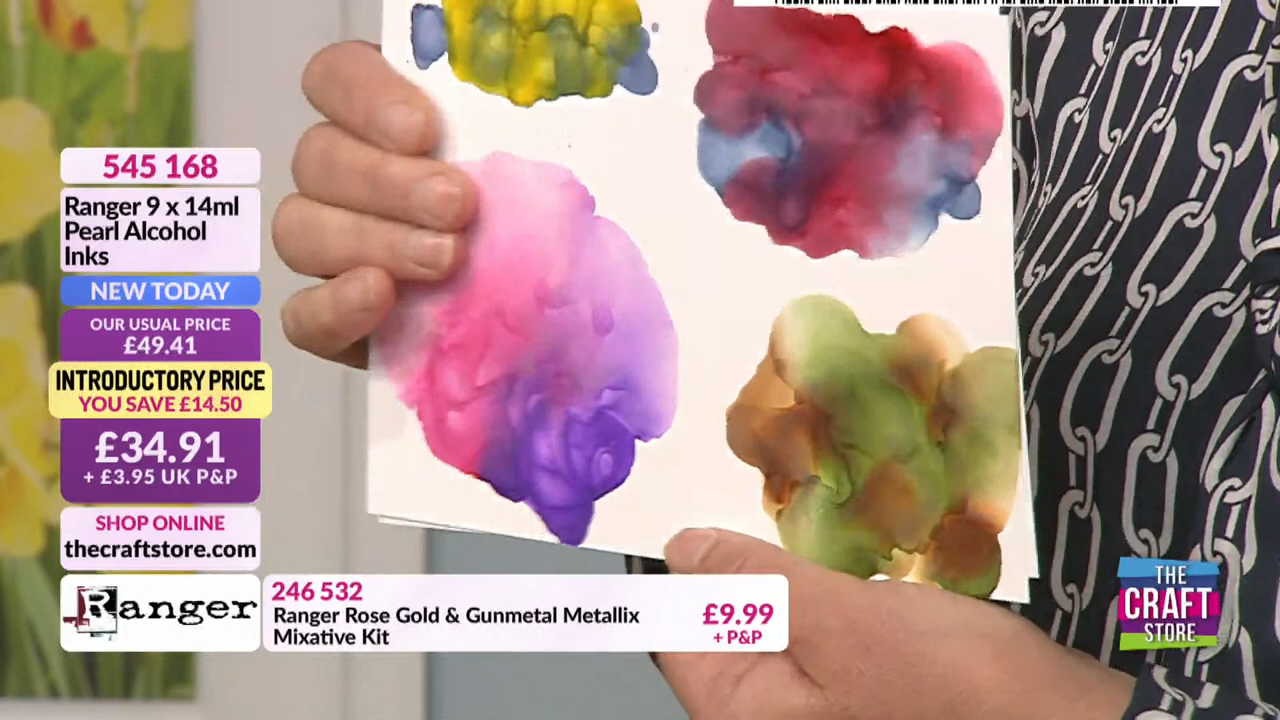 545 168
Ranger 9 x 14ml
Pearl Alcohol
Inks
NEW TODAY
OUR USUAL PRICE
£49.41
INTRODUCTORY PRICE
YOU SAVE £14.50
£34.91
+ £3.95 UK P&P
SHOP ONLINE
thecraftstore.com
Ranger
246 532
Ranger Rose Gold & Gunmetal Metallix
Mixative Kit
£9.99
+ P&P
THE
CRAFT
STORE